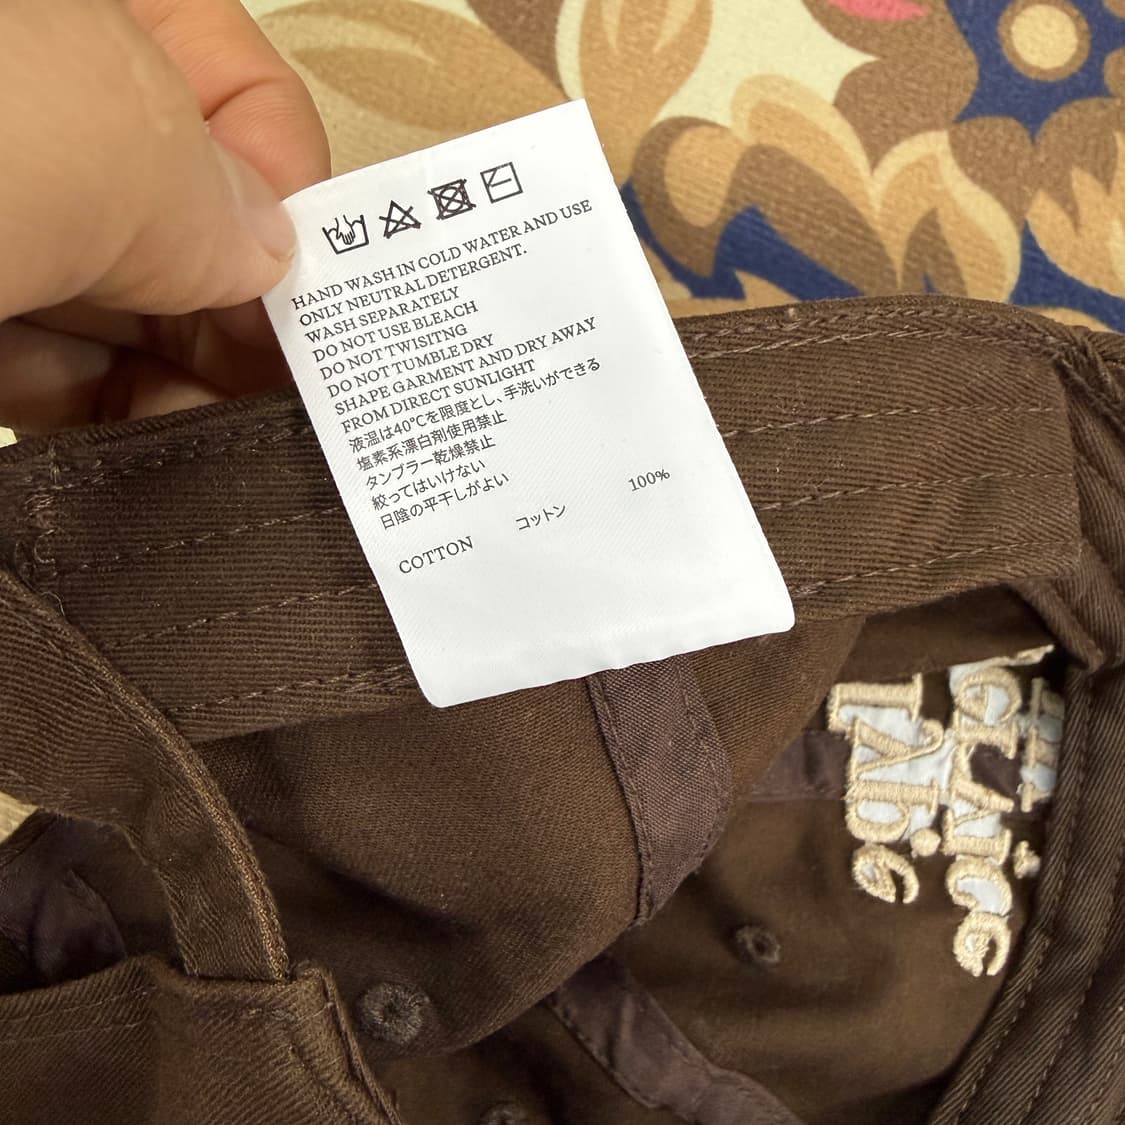 HAND WASH IN COLD WATER AND USE
ONLY NEUTRAL DETERGENT.
WASH SEPARATELY
DO NOT USE BLEACH
DO NOT TWISITNG
DO NOT TUMBLE DRY
SHAPE GARMENT AND DRY AWAY
FROM DIRECT SUNLIGHT
液温は40℃を限度とし、手洗いができる
塩素系漂白剤使用禁止
タンブラー乾燥禁止
絞ってはいけない
日陰の平干しがよい
COTTON コットン 100%